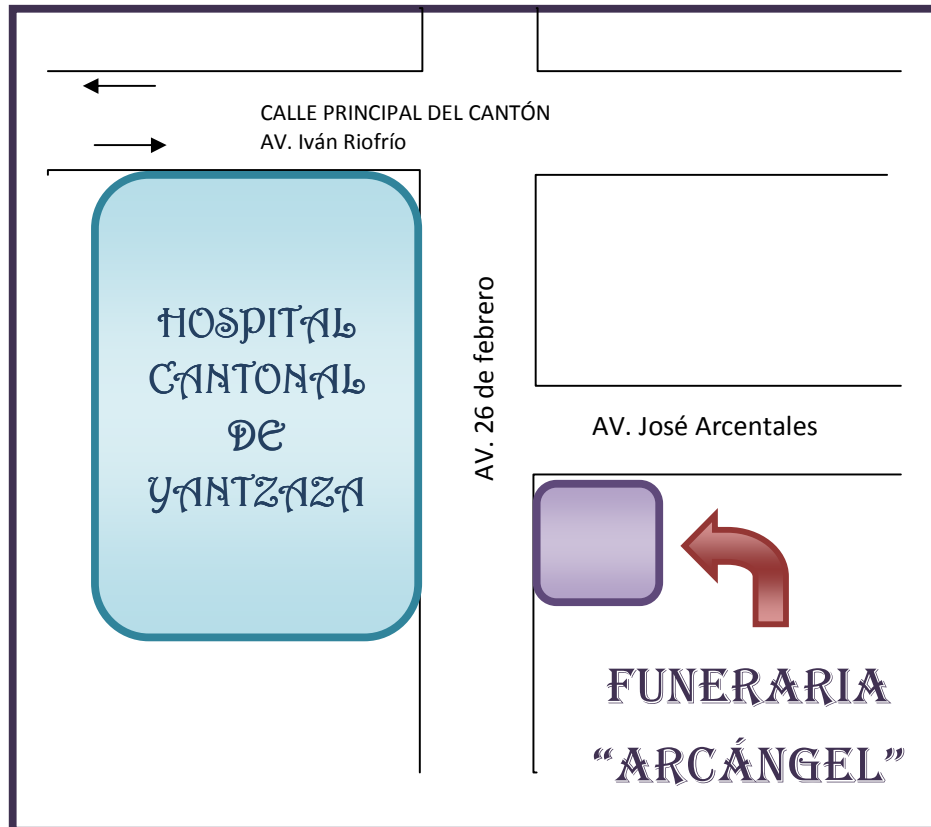 CALLE PRINCIPAL DEL CANTÓN
AV. Iván Riofrío
HOSPITAL
CANTONAL
DE
YANTZAZA
AV. 26 de febrero
AV. José Arcentales
FUNERARIA
“ARCÁNGEL”